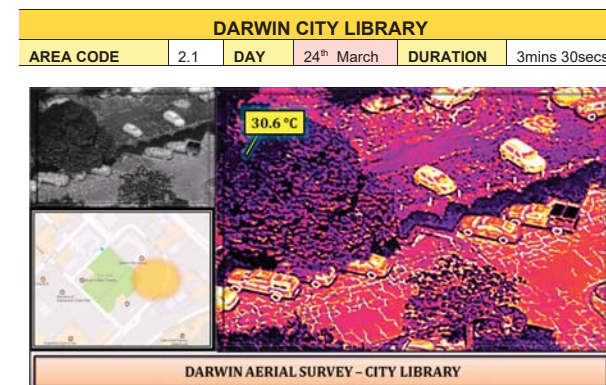 DARWIN CITY LIBRARY
AREA CODE 2.1 DAY 24th March DURATION 3mins 30secs
30.6 °C
DARWIN AERIAL SURVEY – CITY LIBRARY